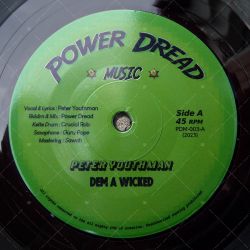 POWER DREAD
MUSIC
Vocal & Lyrics : Peter Youthman
Riddim & Mix : Power Dread
Kette Drum : Crucial Rob
Saxophone : Guru Pope
Mastering : Sawah
Side A
45 RPM
PDM-003-A
(2023)
PETER YOUTHMAN
DEM A WICKED